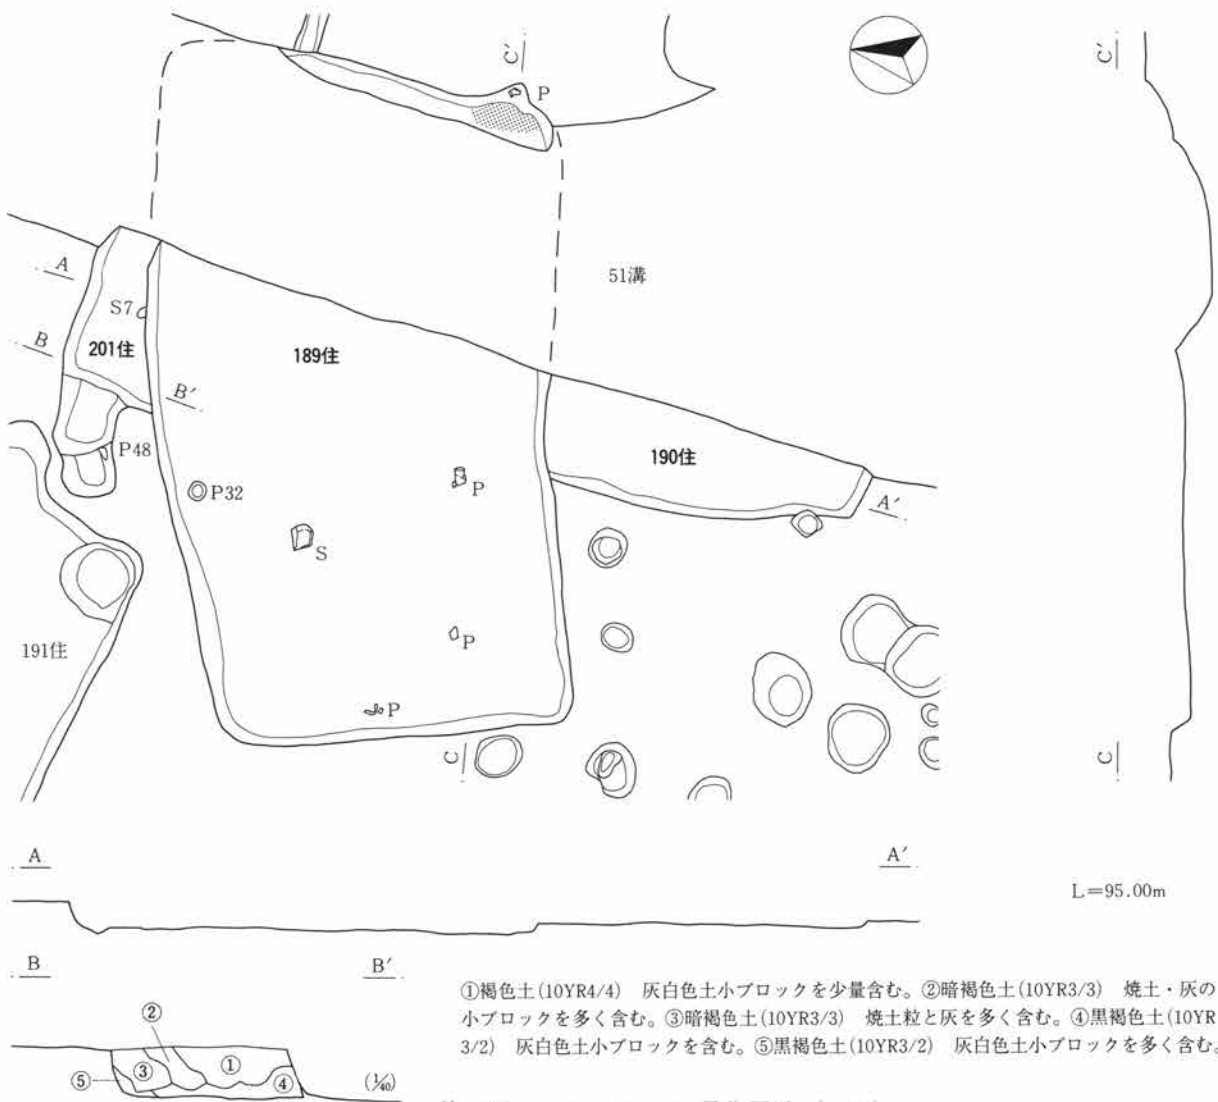 C'
P
C'
A
51溝
S7
B
201住
189住
B'
P48
190住
P32
P
A'
S
191住
P
P
C
C
A
A'
L=95.00m
B
B'
①褐色土(10YR4/4) 灰白色土小ブロックを少量含む。②暗褐色土(10YR3/3) 焼土・灰の
小ブロックを多く含む。③暗褐色土(10YR3/3) 焼土粒と灰を多く含む。④黒褐色土(10YR
3/2) 灰白色土小ブロックを含む。⑤黒褐色土(10YR3/2) 灰白色土小ブロックを多く含む。
②
①
③
⑤
④
(1/40)